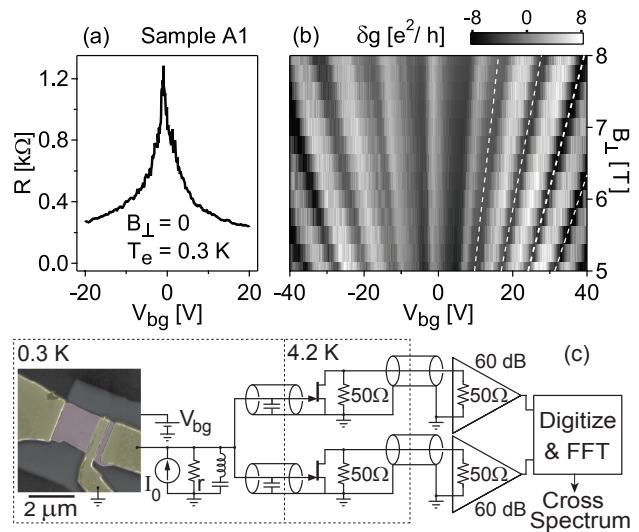 (a) Sample A1
R [kΩ]
1.2
0.8
0.4
0.0
B⊥ = 0
Tₑ = 0.3 K
-20 0 20
V_bg [V]
(b) δg [e²/ h]
-8 8
8
7
6
5
B⊥ [T]
-40 -20 0 20 40
V_bg [V]
(c)
0.3 K
4.2 K
60 dB
V_bg
50Ω
50Ω
I₀
r
50Ω
50Ω
60 dB
2 μm
Digitize
& FFT
Cross
Spectrum